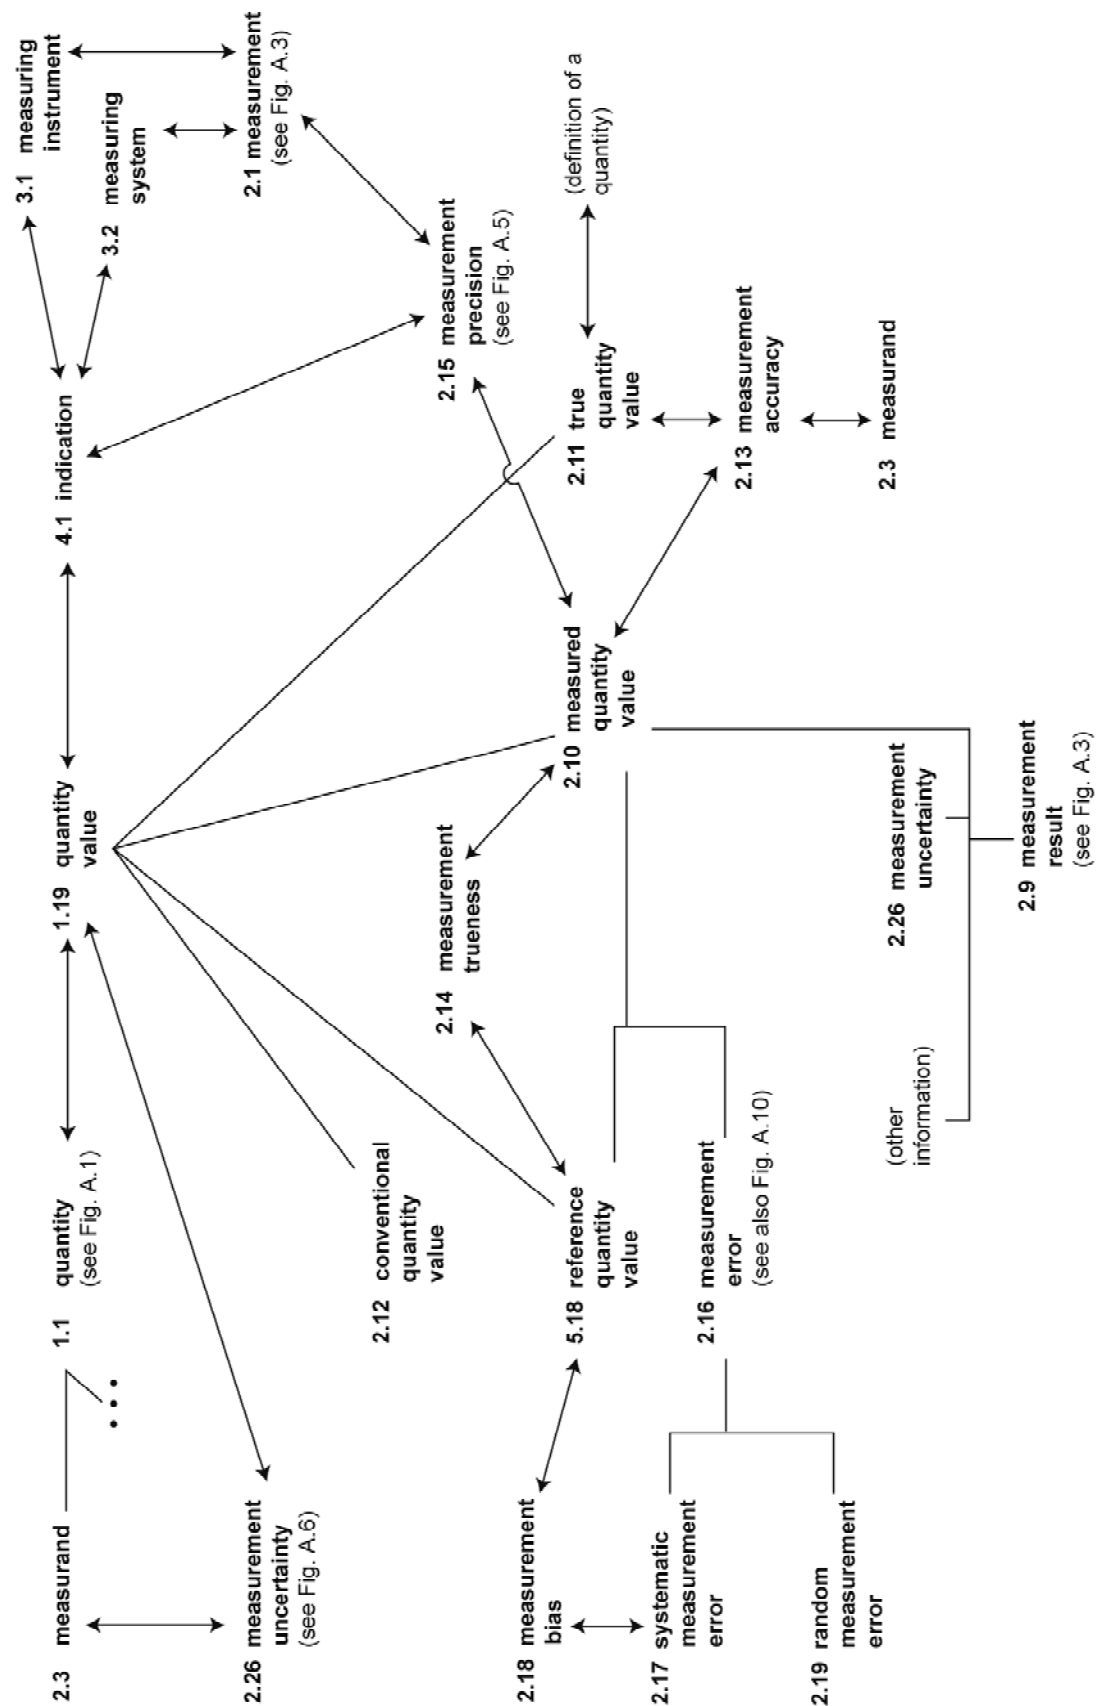 2.3 measurand
1.1 quantity
(see Fig. A.1)
1.19 quantity
value
4.1 indication
3.1 measuring
instrument
3.2 measuring
system
2.26 measurement
uncertainty
(see Fig. A.6)
2.1 measurement
(see Fig. A.3)
2.12 conventional
quantity
value
2.14 measurement
trueness
2.15 measurement
precision
(see Fig. A.5)
2.18 measurement
bias
5.18 reference
quantity
value
2.10 measured
quantity
value
2.11 true
quantity
value
(definition of a
quantity)
2.17 systematic
measurement
error
2.16 measurement
error
(see also Fig. A.10)
2.13 measurement
accuracy
2.19 random
measurement
error
(other
information)
2.26 measurement
uncertainty
2.3 measurand
2.9 measurement
result
(see Fig. A.3)